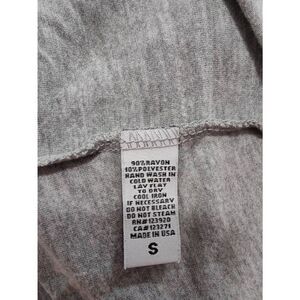 90% RAYON
10% POLYESTER
HAND WASH IN
COLD WATER
LAY FLAT
TO DRY
COOL IRON
IF NECESSARY
DO NOT BLEACH
DO NOT STEAM
RN#123920
CA#123271
MADE IN USA
S